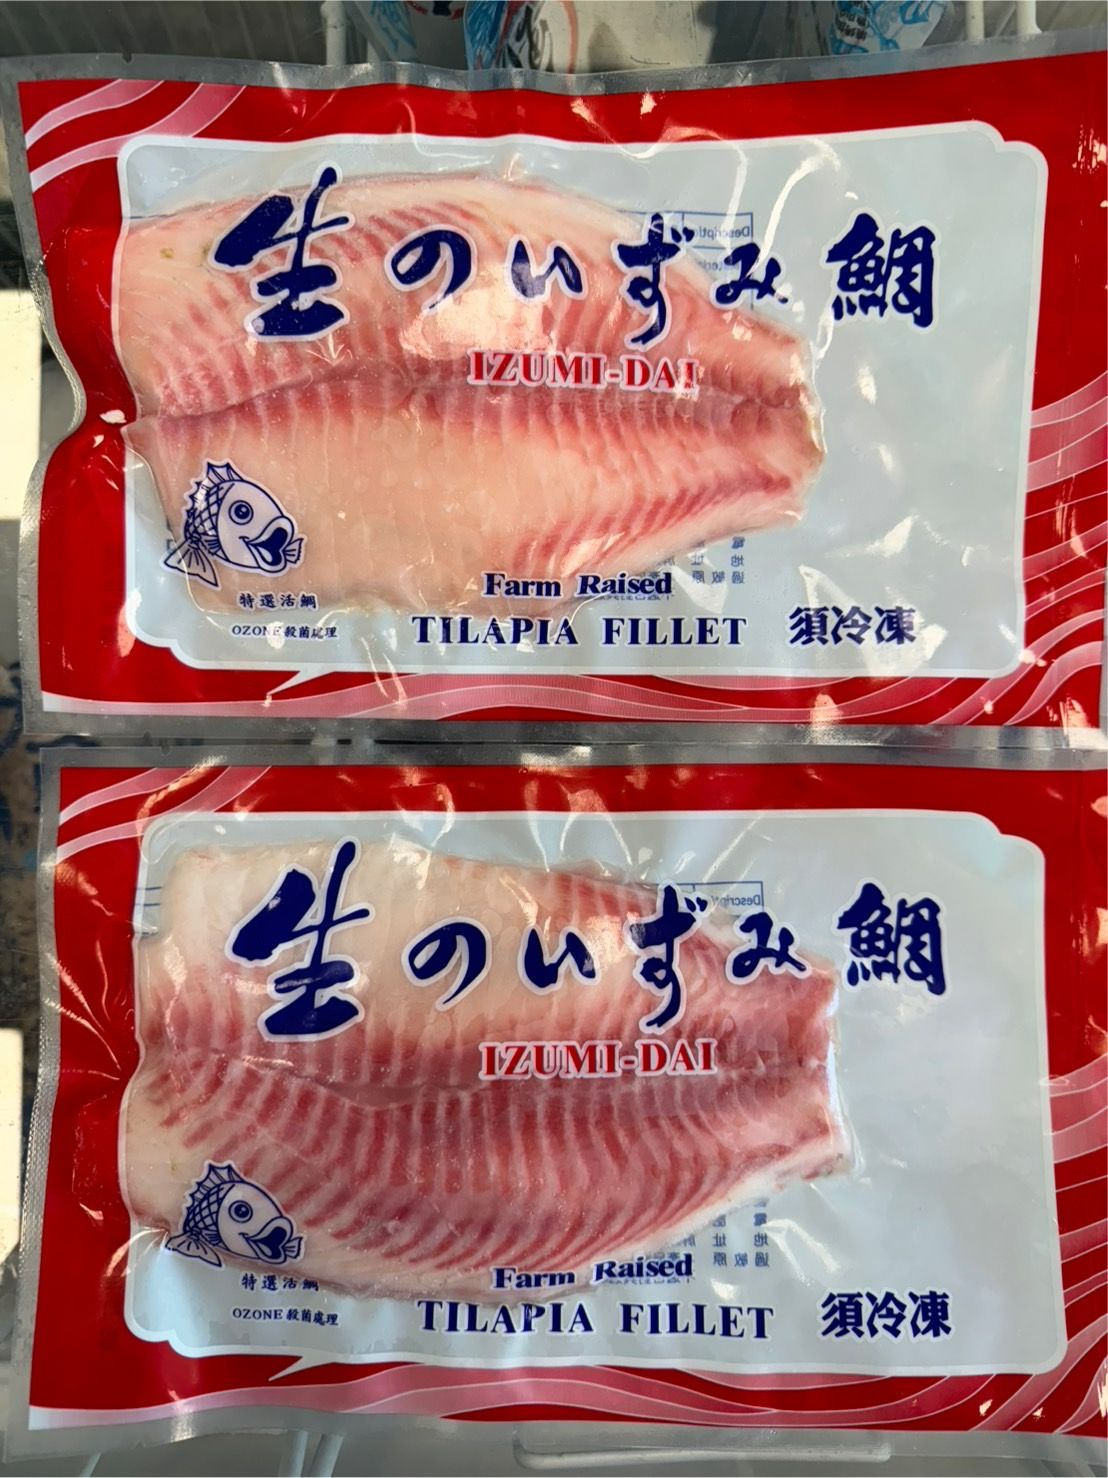 生のいずみ鯛
IZUMI-DAI
Description
Farm Raised
TILAPIA FILLET
須冷凍
特選活鯛
OZONE殺菌處理
生のいずみ鯛
IZUMI-DAI
Description
Farm Raised
TILAPIA FILLET
須冷凍
特選活鯛
OZONE殺菌處理